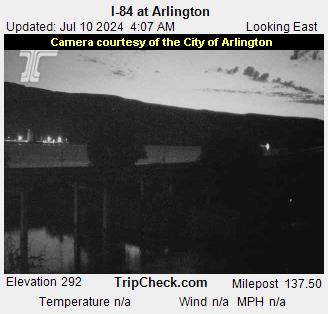 I-84 at Arlington
Updated: Jul 10 2024 4:07 AM Looking East
Camera courtesy of the City of Arlington
Elevation 292 TripCheck.com Milepost 137.50
Temperature n/a Wind n/a MPH n/a